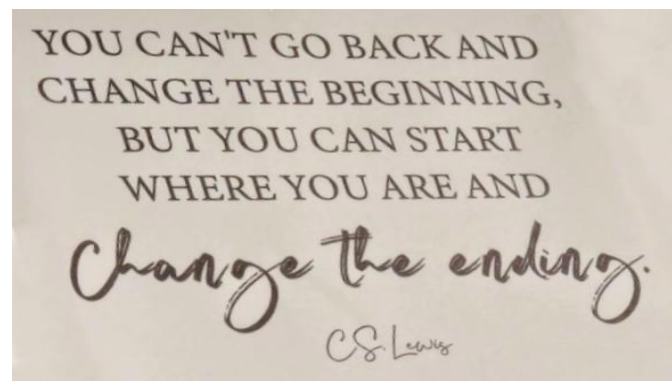 YOU CAN'T GO BACK AND
CHANGE THE BEGINNING,
BUT YOU CAN START
WHERE YOU ARE AND
change the ending.
C.S. Lewis